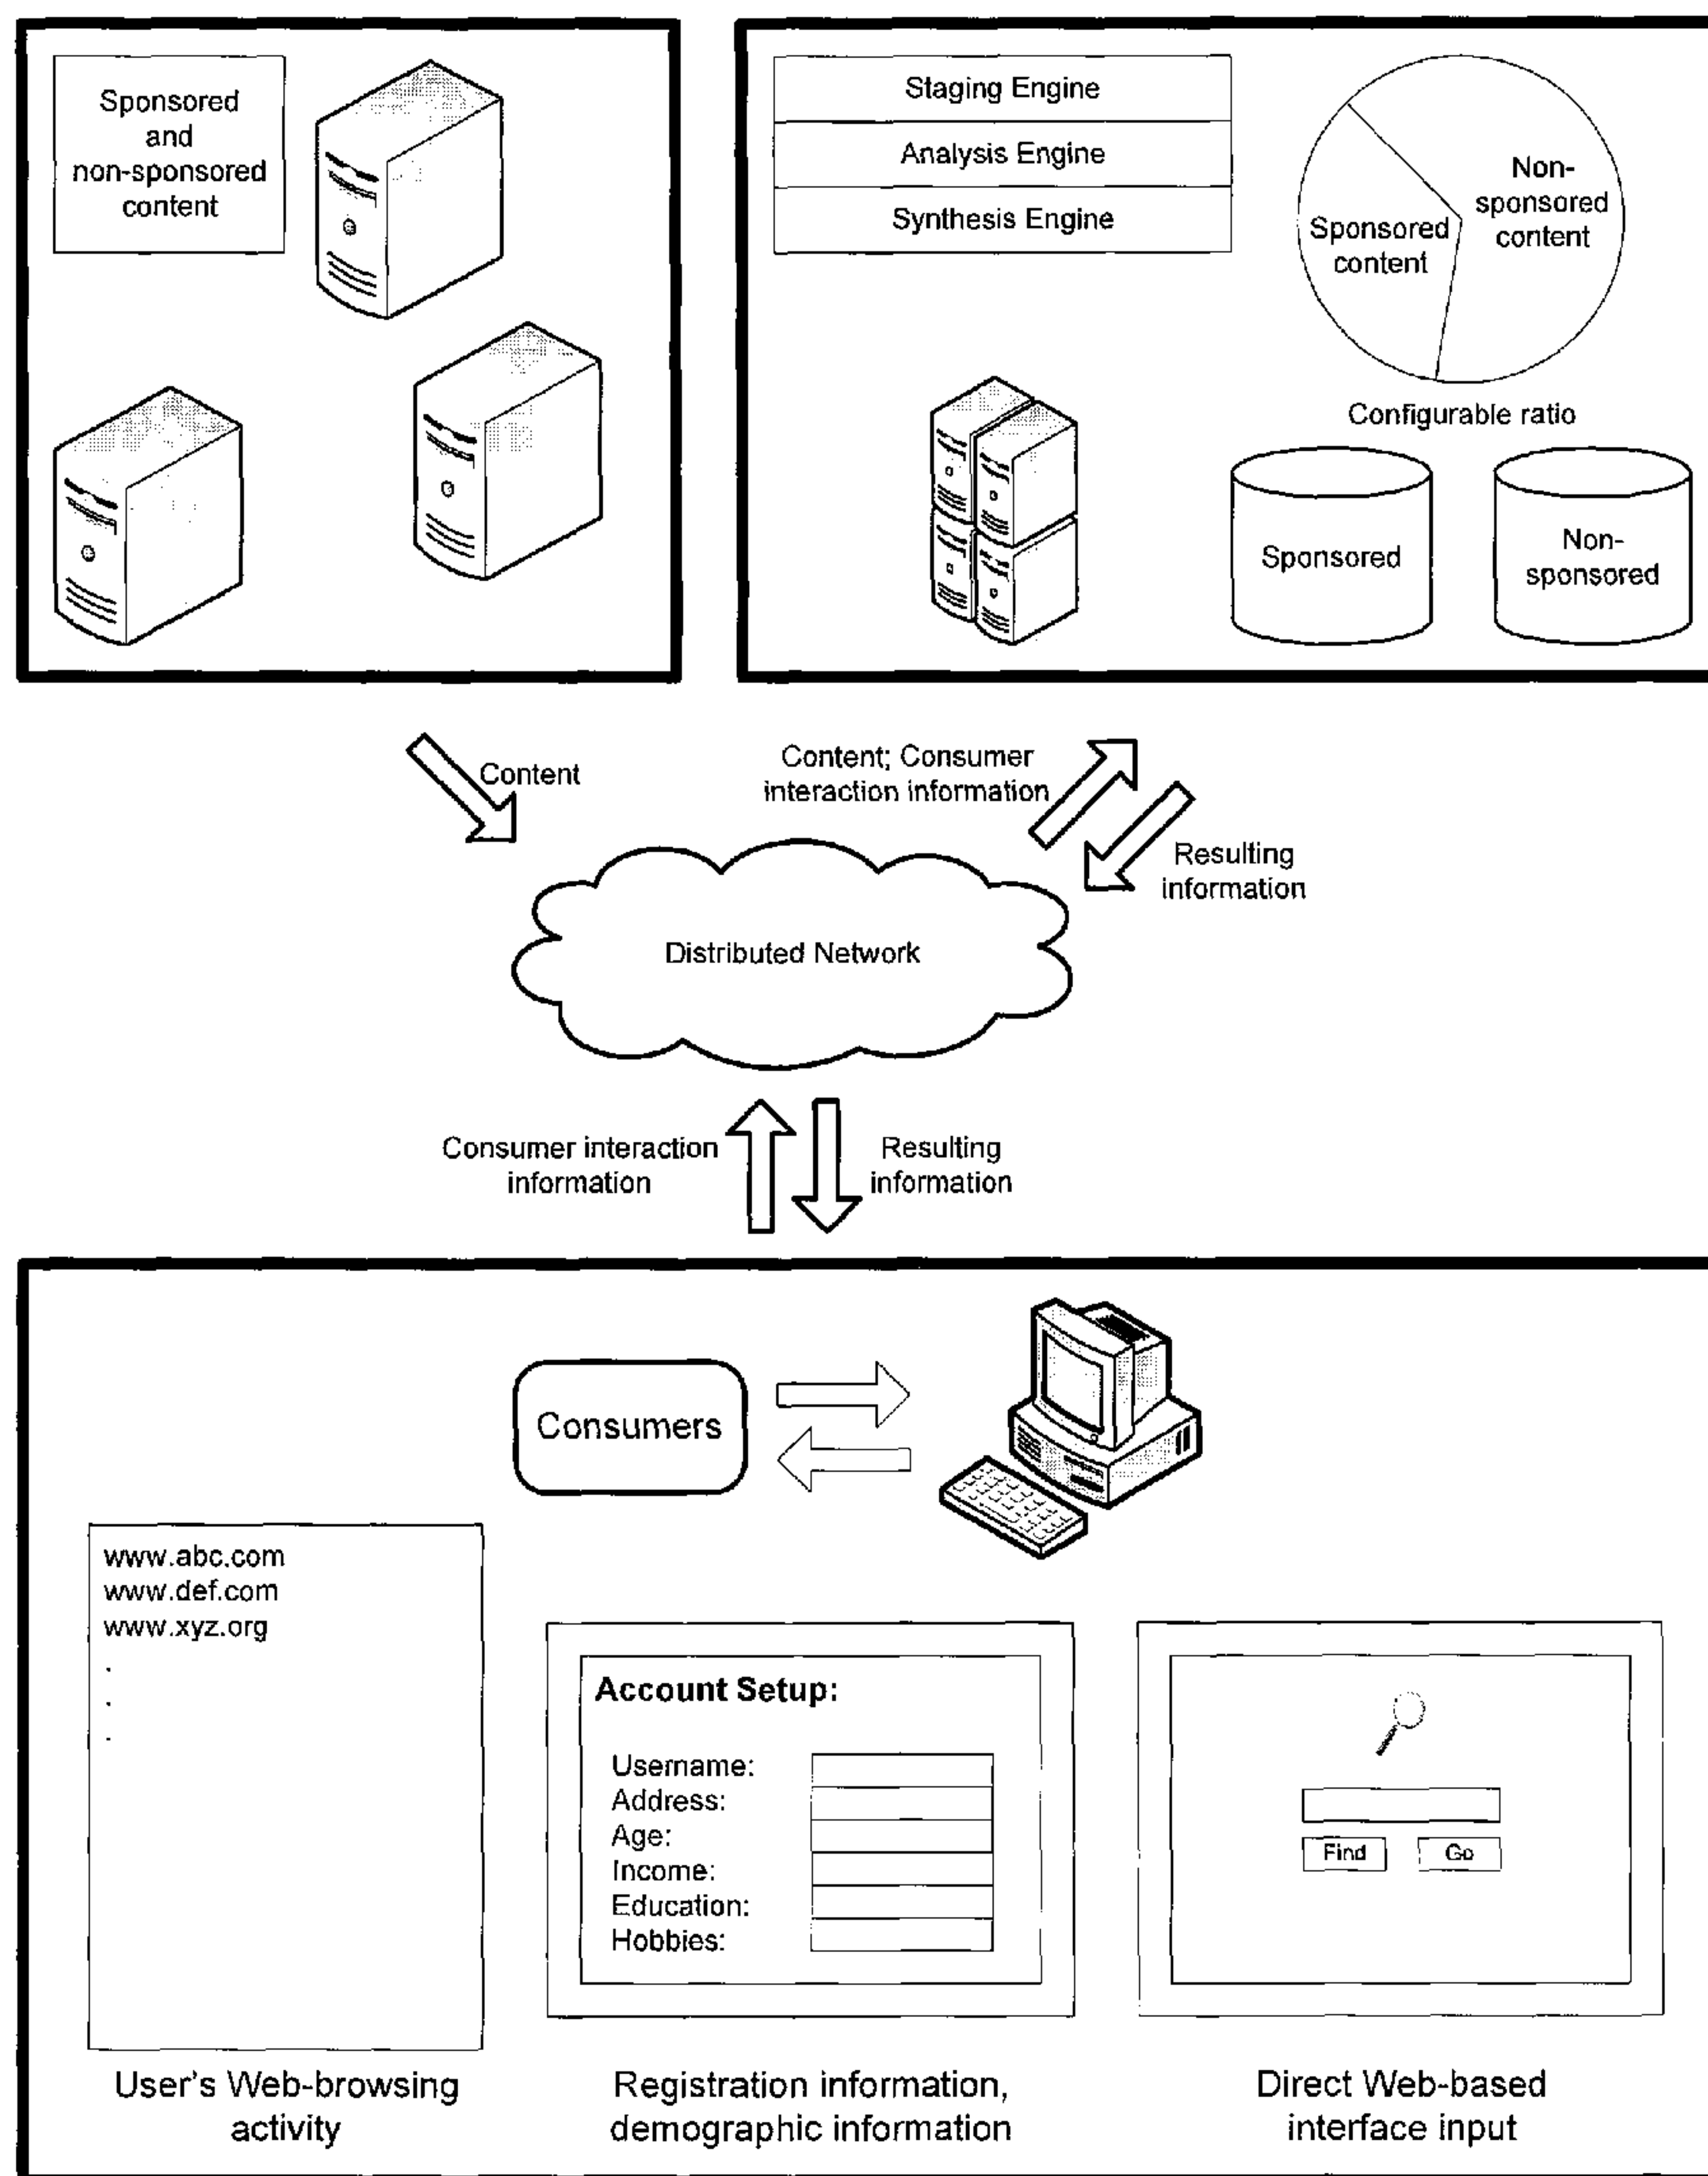 Sponsored
and
non-sponsored
content
Staging Engine
Analysis Engine
Synthesis Engine
Non-
sponsored
content
Sponsored
content
Configurable ratio
Sponsored
Non-
sponsored
Content
Content; Consumer
interaction information
Resulting
information
Distributed Network
Consumer interaction
information
Resulting
information
Consumers
www.abc.com
www.def.com
www.xyz.org
.
.
.
Account Setup:
Username:
Address:
Age:
Income:
Education:
Hobbies:
Find
Go
User's Web-browsing
activity
Registration information,
demographic information
Direct Web-based
interface input